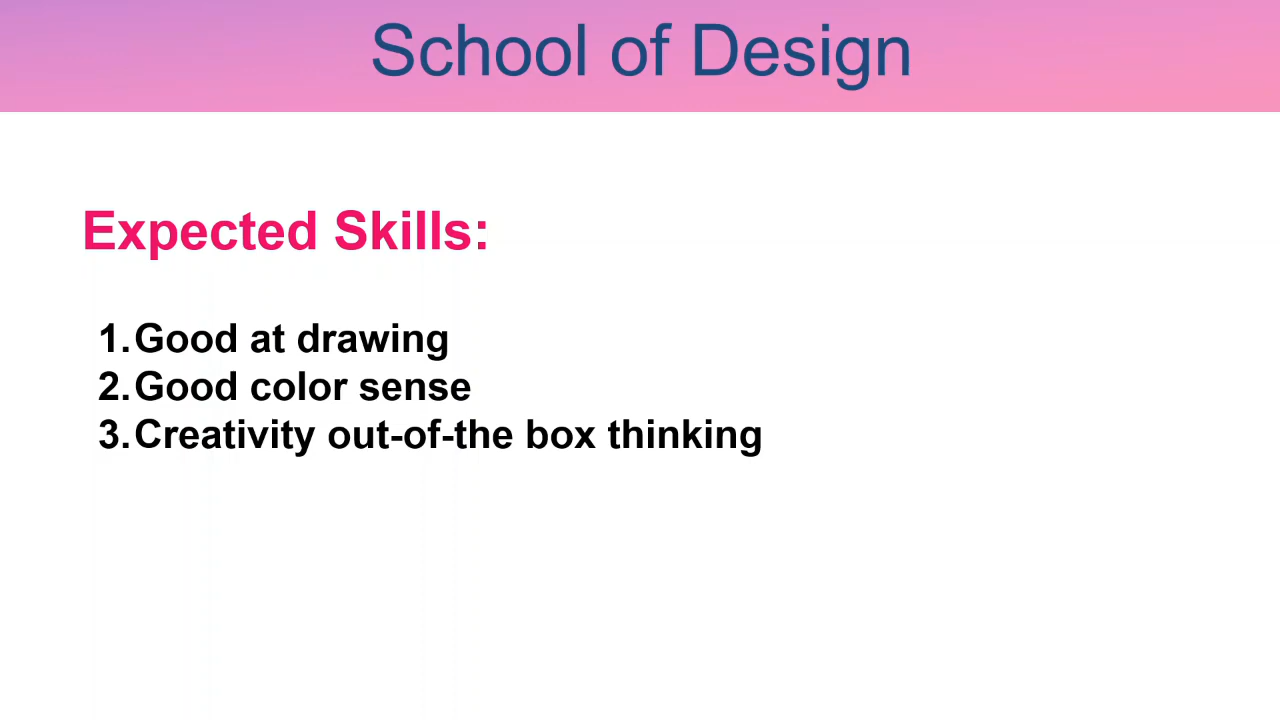 School of Design
Expected Skills:
1.Good at drawing
2.Good color sense
3.Creativity out-of-the box thinking